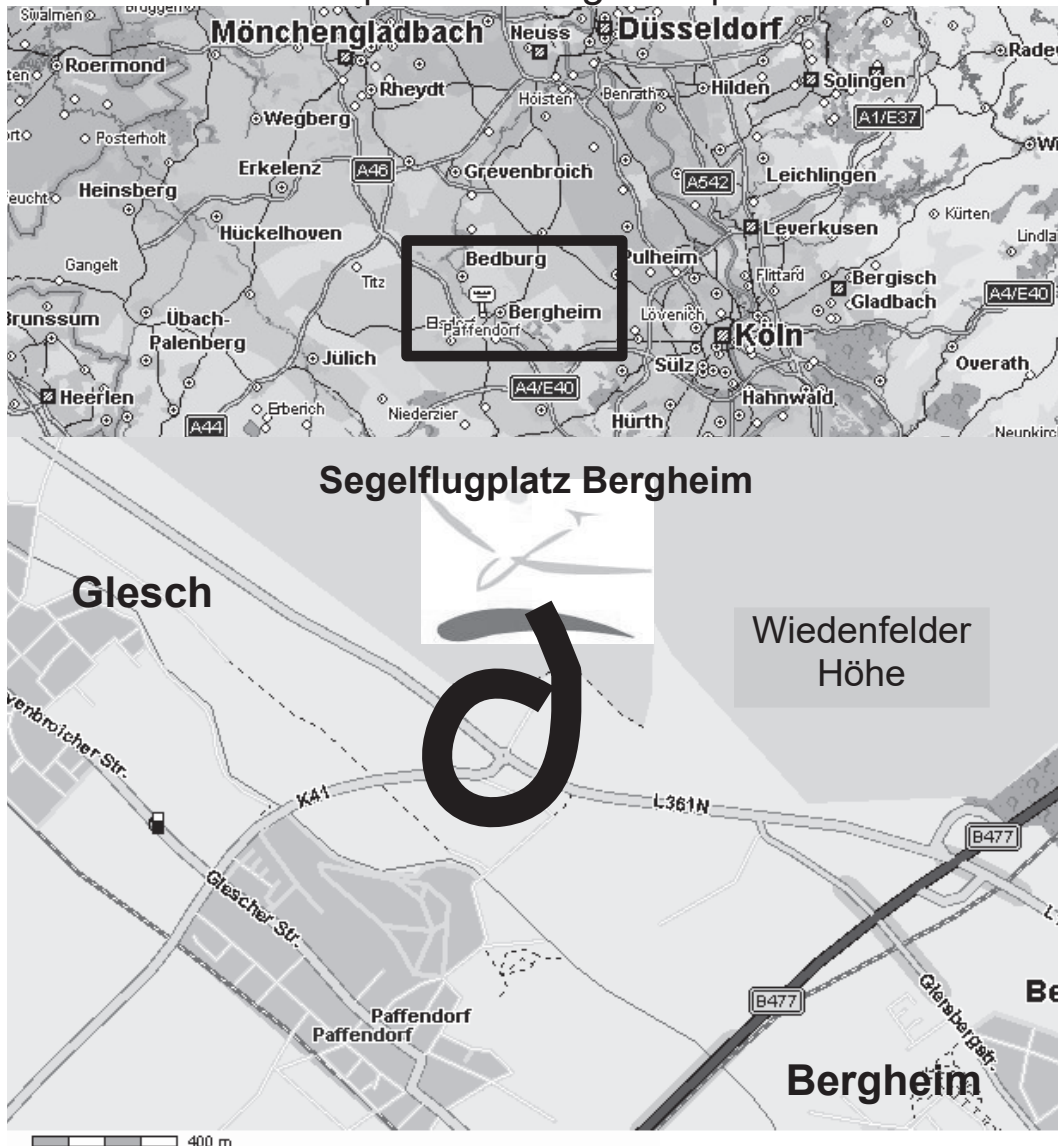 Swalmen
Mönchengladbach
Neuss
Düsseldorf
Roermond
Rheydt
Hoisten
Benrath
Hilden
Solingen
Wegberg
A1/E37
Posterholt
Erkelenz
A46
Grevenbroich
A542
Leichlingen
Heinsberg
Kürten
Hückelhoven
Leverkusen
Bedburg
Pulheim
Gangelt
Titz
Flittard
Bergisch
Gladbach
A4/E40
Brunssum
Übach-
Palenberg
Bergheim
Paffendorf
Lövenich
Köln
Jülich
Sülz
Overath
Heerlen
A4/E40
Hahnwald
Erberich
Niederzier
Hürth
A44
Segelflugplatz Bergheim
Glesch
Wiedenfelder
Höhe
K41
L361N
B477
Glescher Str.
B477
Giersbergstr.
Paffendorf
Paffendorf
Bergheim
400 m